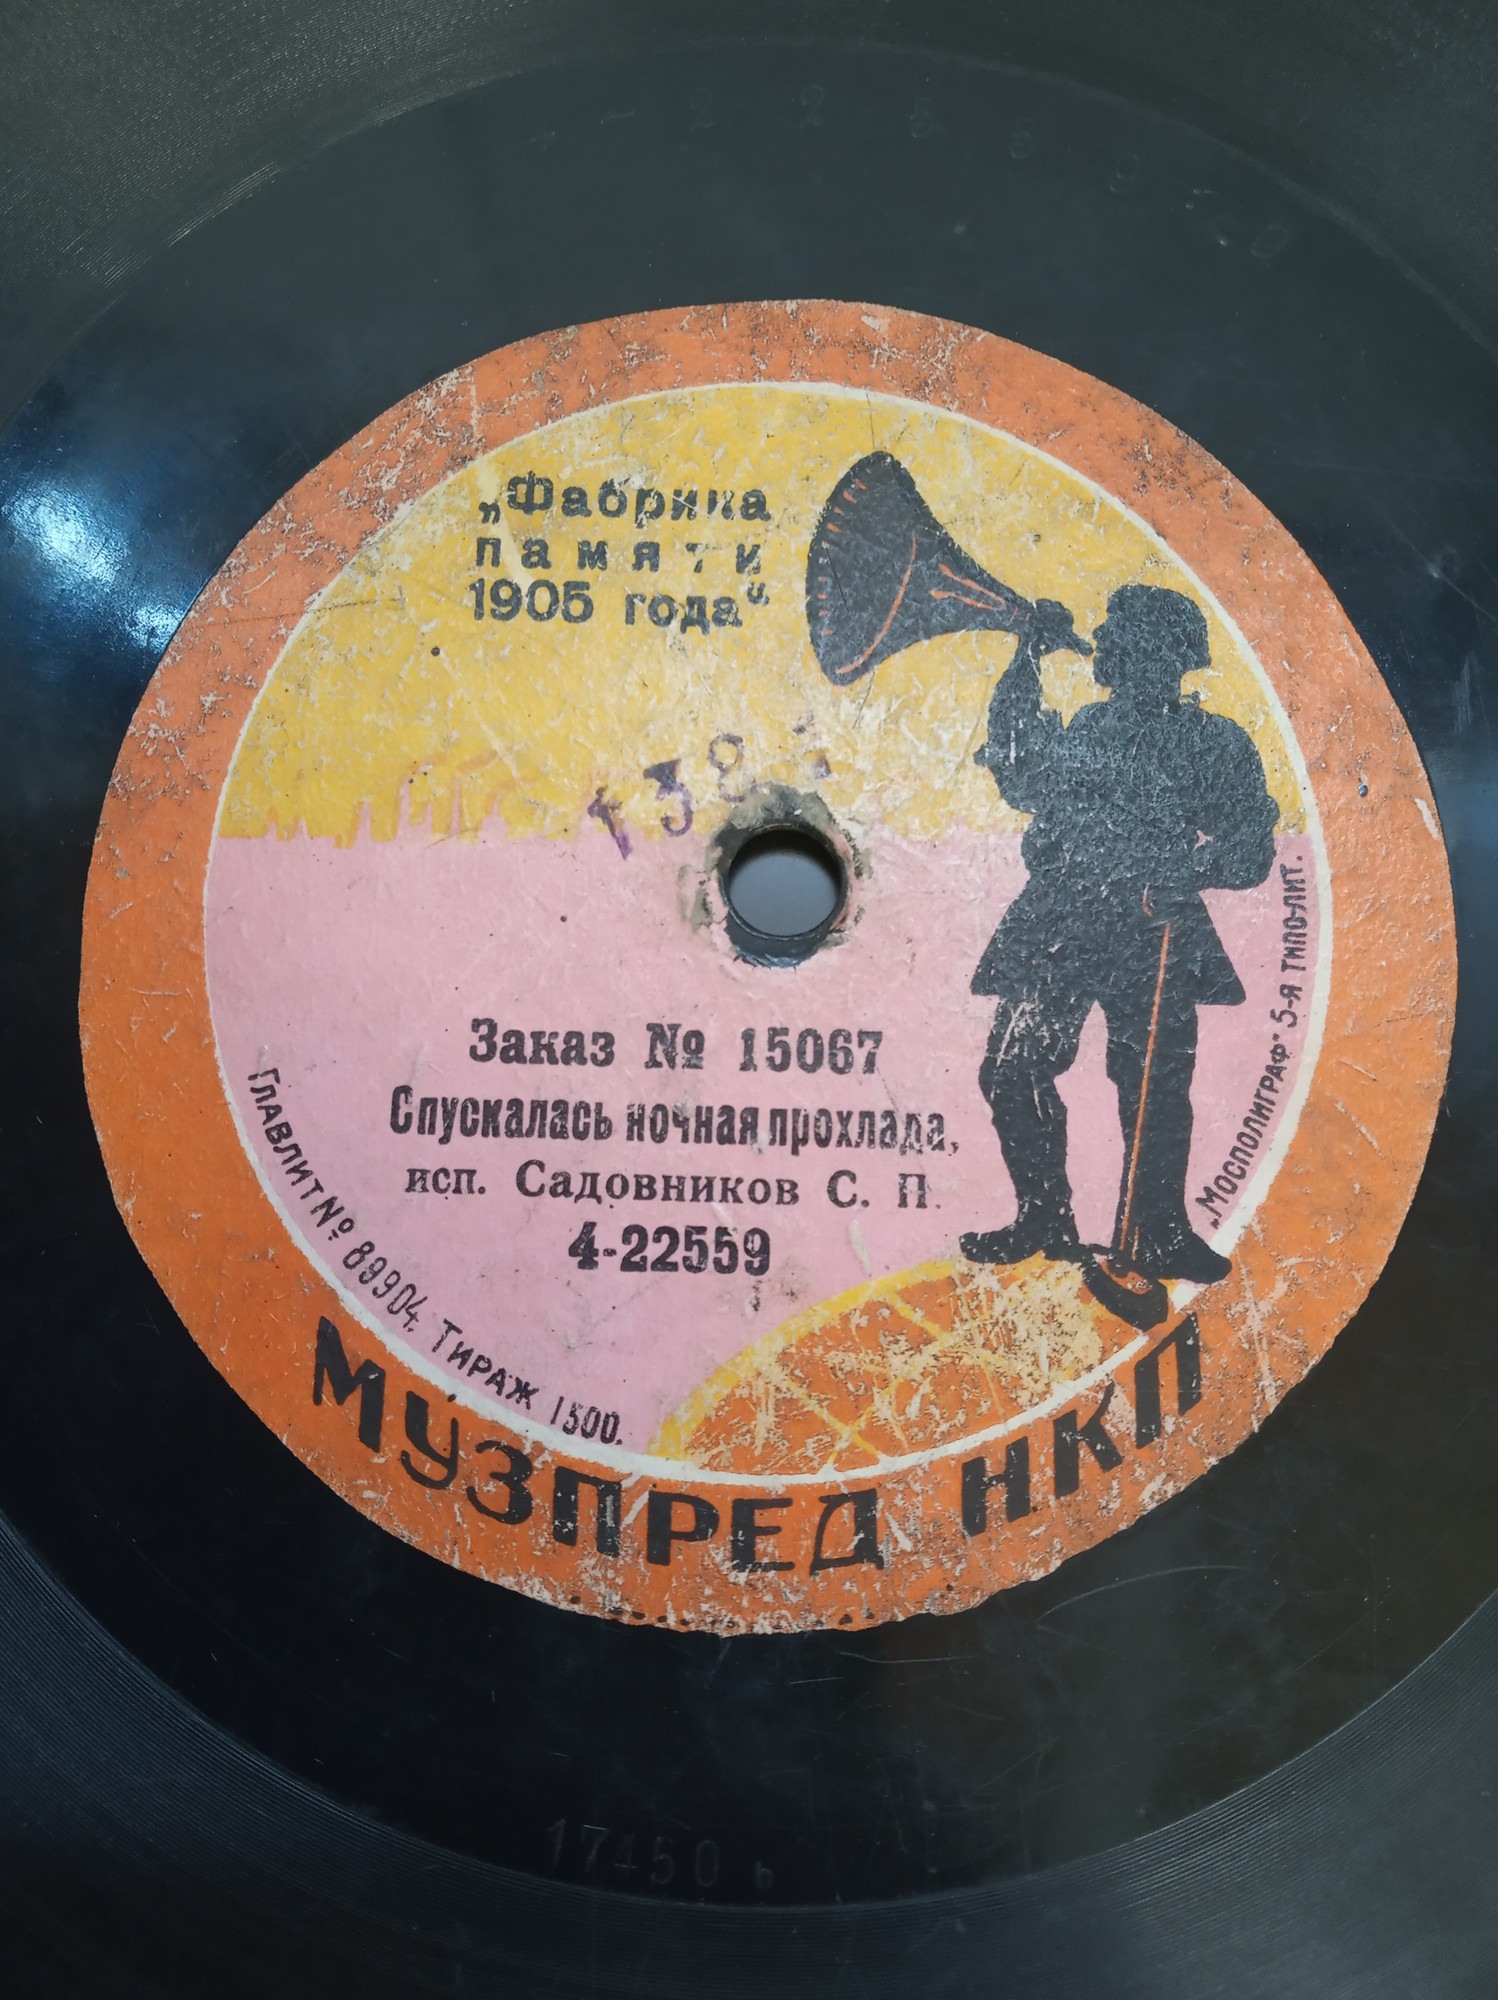 „Фабрика
памяти
1905 года“
Заказ № 15067
Спускалась ночная прохлада,
исп. Садовников С. П.
4-22559
Главлит № 89904. Тираж 1500.
„Мосполиграф“ 5-я типо-лит.
МУЗПРЕД НКП
17450 b